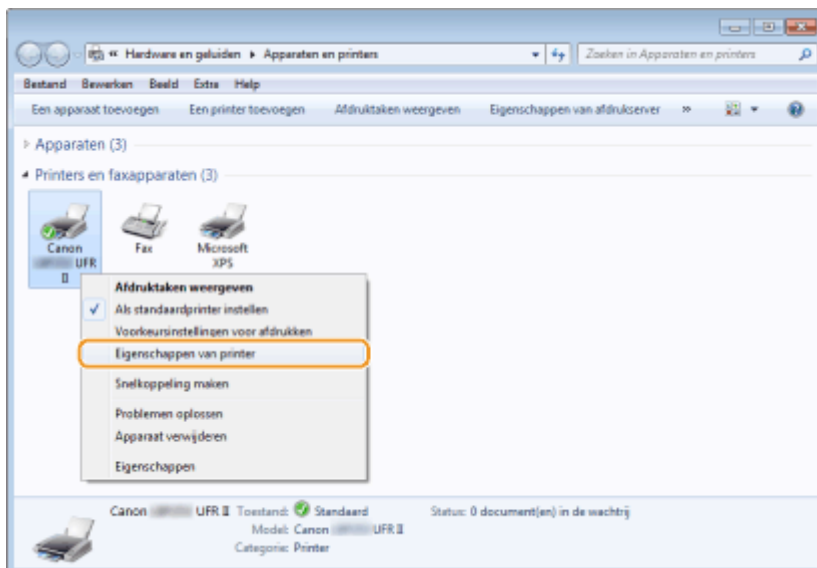 « Hardware en geluiden ▸ Apparaten en printers
Zoeken in Apparaten en printers
Bestand Bewerken Beeld Extra Help
Een apparaat toevoegen Een printer toevoegen Afdruktaken weergeven Eigenschappen van afdrukserver »
Apparaten (3)
Printers en faxapparaten (3)
Canon
UFR
II
Fax
Microsoft
XPS
Afdruktaken weergeven
Als standaardprinter instellen
Voorkeursinstellingen voor afdrukken
Eigenschappen van printer
Snelkoppeling maken
Problemen oplossen
Apparaat verwijderen
Eigenschappen
Canon UFR II Toestand: Standaard Status: 0 document(en) in de wachtrij
Model: Canon UFR II
Categorie: Printer